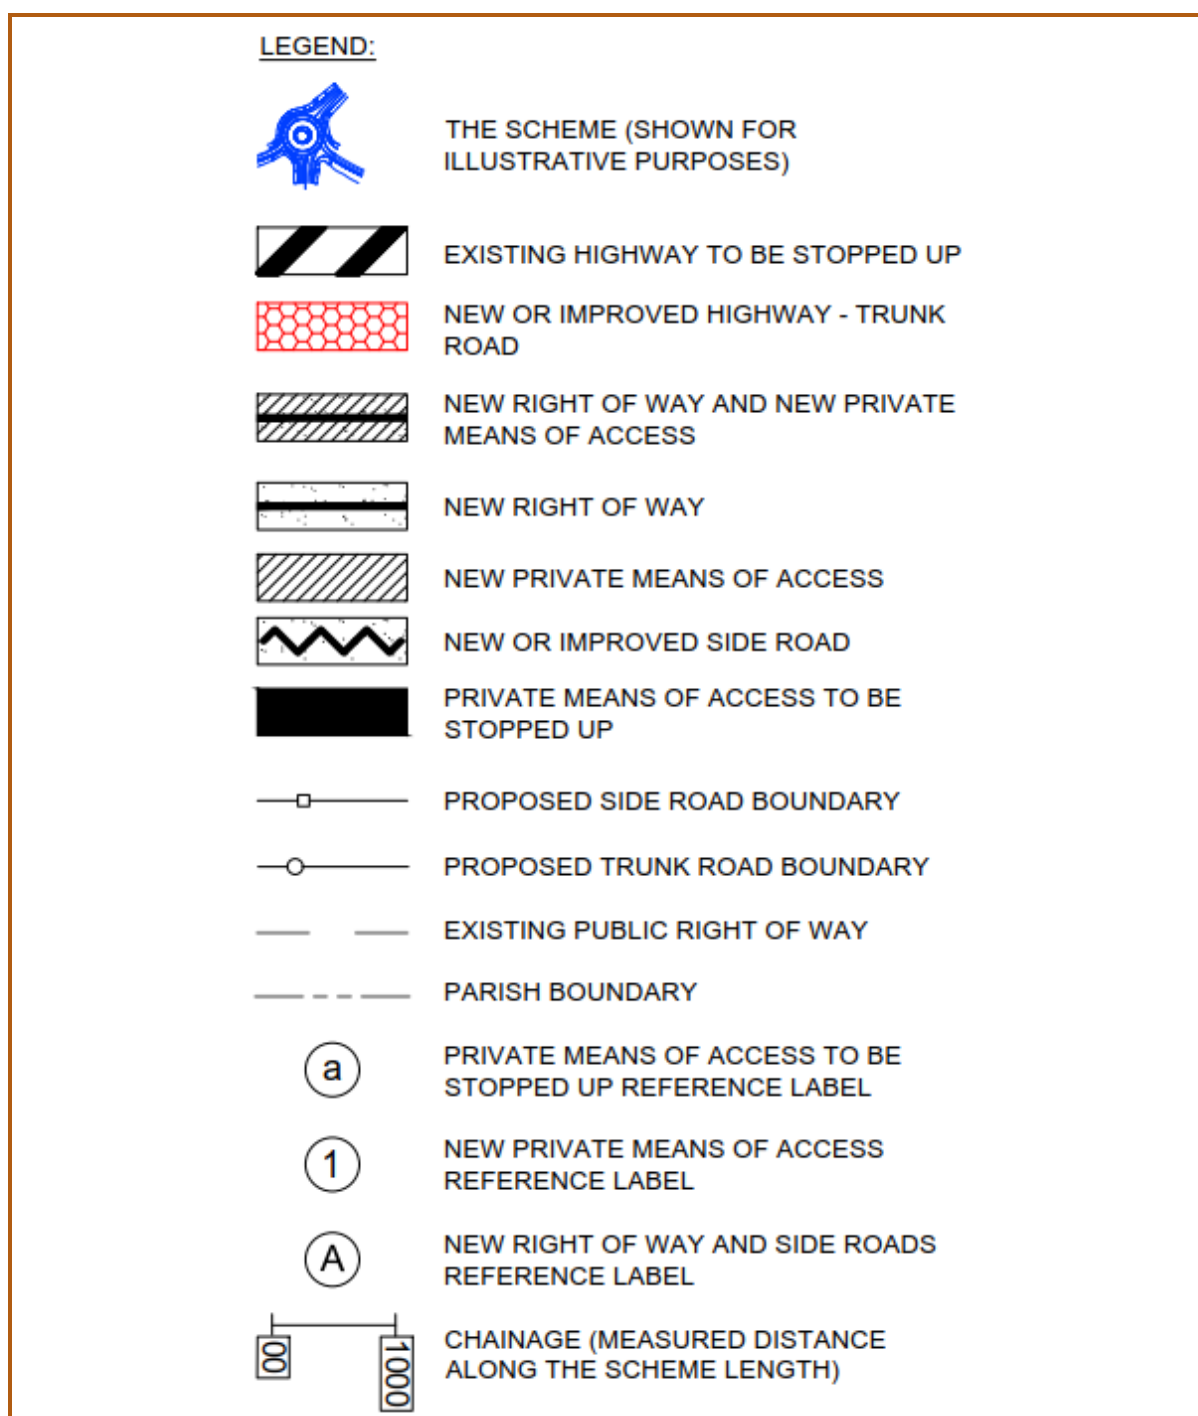 LEGEND:
THE SCHEME (SHOWN FOR
ILLUSTRATIVE PURPOSES)
EXISTING HIGHWAY TO BE STOPPED UP
NEW OR IMPROVED HIGHWAY - TRUNK
ROAD
NEW RIGHT OF WAY AND NEW PRIVATE
MEANS OF ACCESS
NEW RIGHT OF WAY
NEW PRIVATE MEANS OF ACCESS
NEW OR IMPROVED SIDE ROAD
PRIVATE MEANS OF ACCESS TO BE
STOPPED UP
PROPOSED SIDE ROAD BOUNDARY
PROPOSED TRUNK ROAD BOUNDARY
EXISTING PUBLIC RIGHT OF WAY
PARISH BOUNDARY
a
PRIVATE MEANS OF ACCESS TO BE
STOPPED UP REFERENCE LABEL
1
NEW PRIVATE MEANS OF ACCESS
REFERENCE LABEL
A
NEW RIGHT OF WAY AND SIDE ROADS
REFERENCE LABEL
00
1000
CHAINAGE (MEASURED DISTANCE
ALONG THE SCHEME LENGTH)